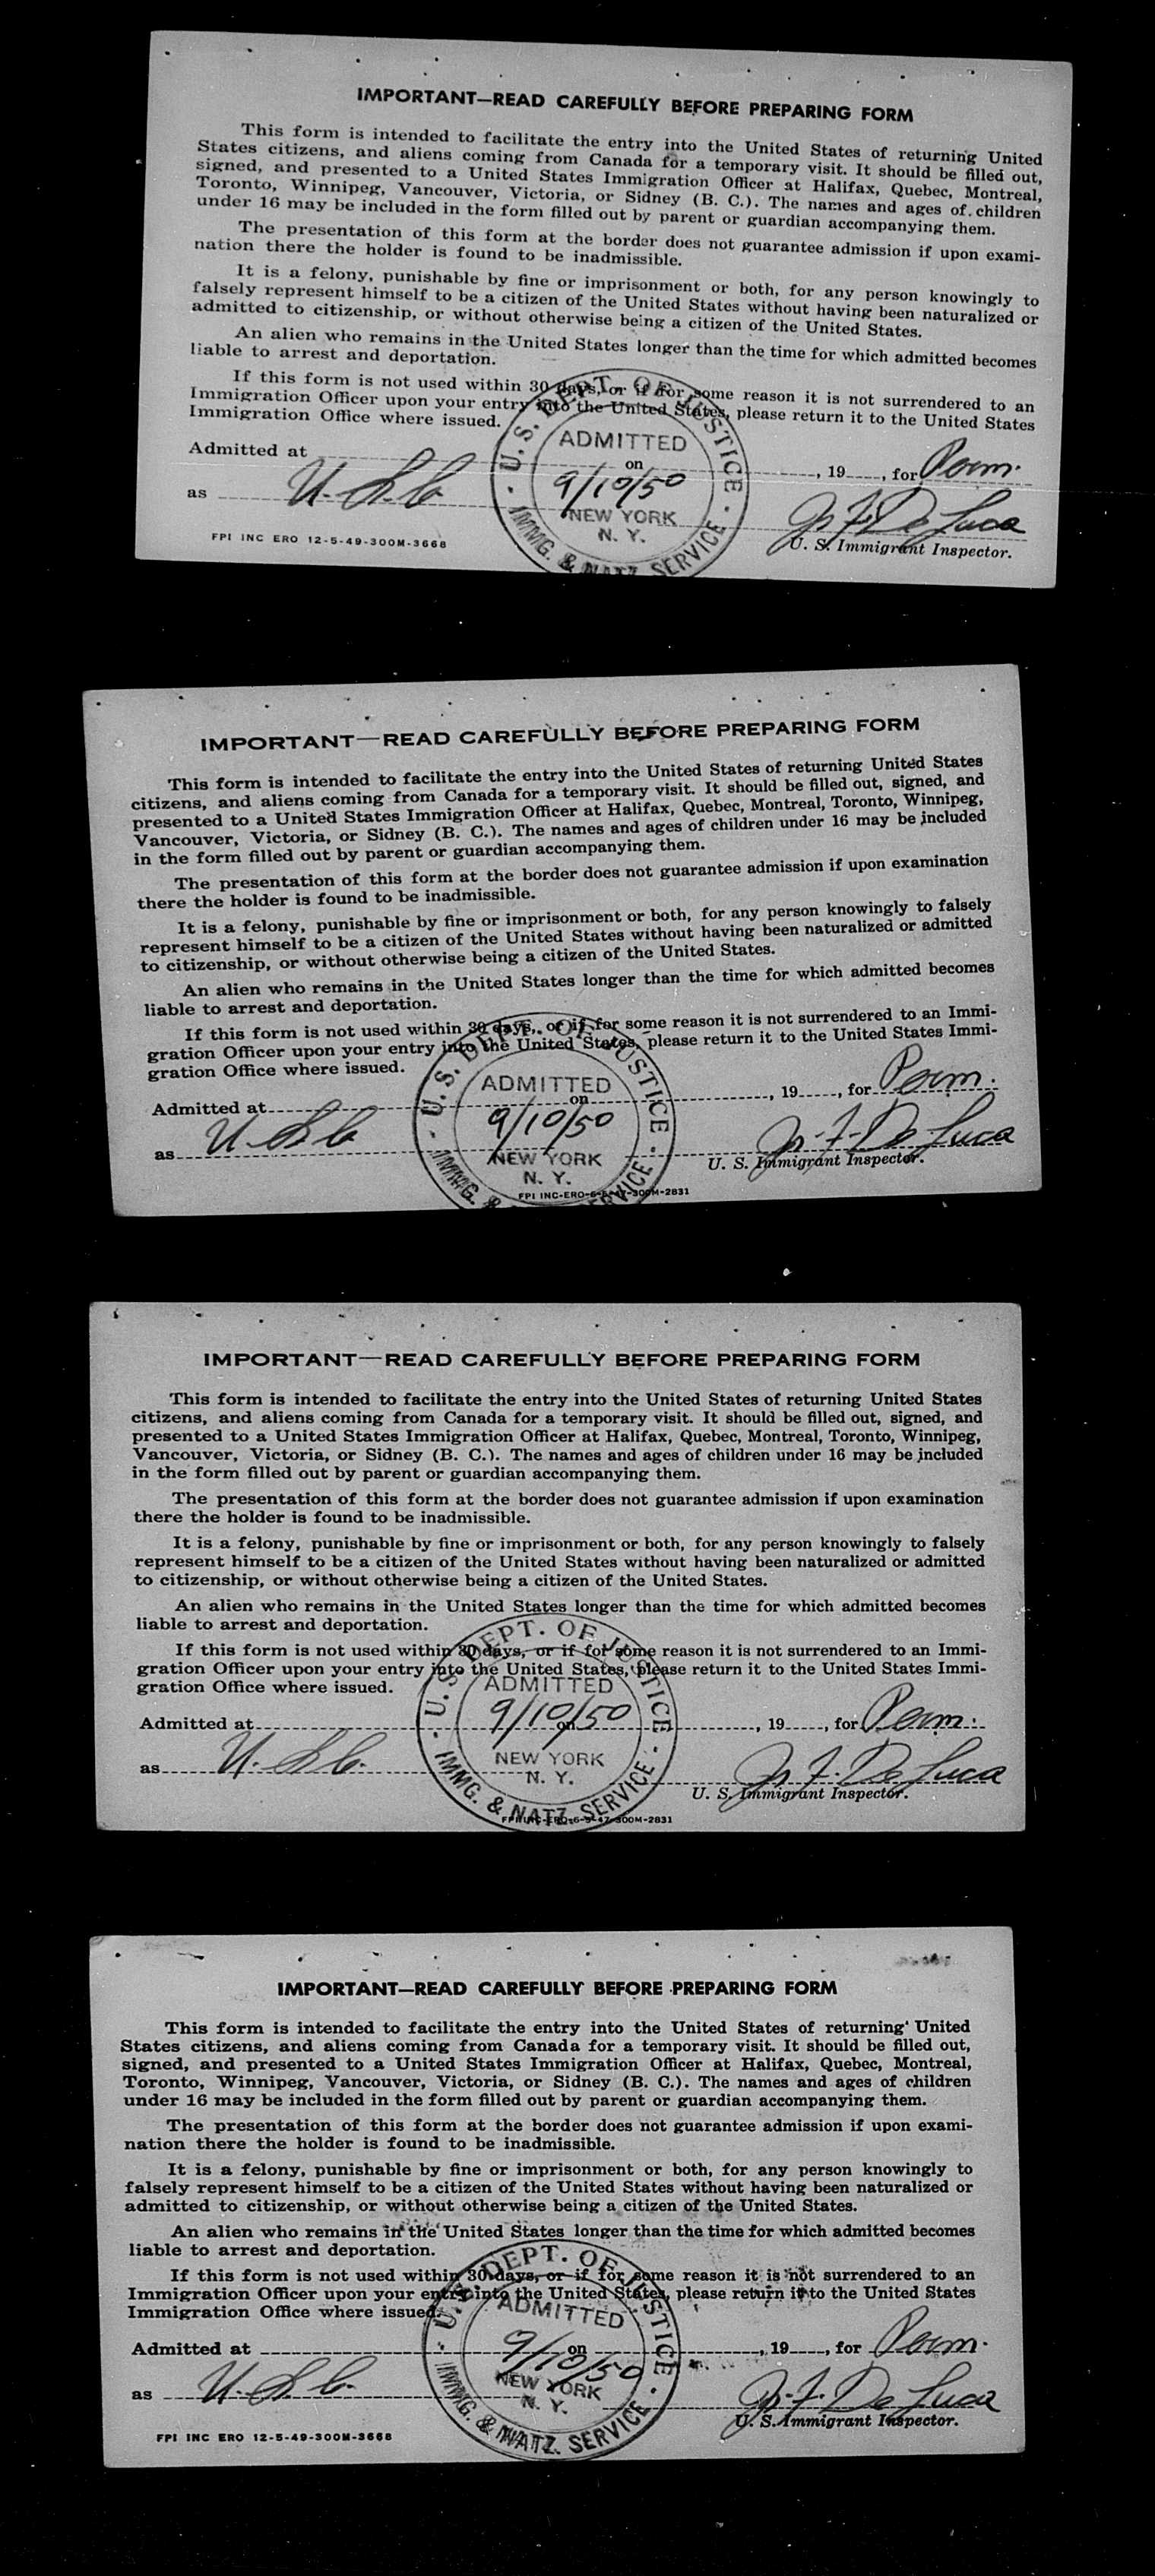 IMPORTANT—READ CAREFULLY BEFORE PREPARING FORM
This form is intended to facilitate the entry into the United States of returning United
States citizens, and aliens coming from Canada for a temporary visit. It should be filled out,
signed, and presented to a United States Immigration Officer at Halifax, Quebec, Montreal,
Toronto, Winnipeg, Vancouver, Victoria, or Sidney (B. C.). The names and ages of children
under 16 may be included in the form filled out by parent or guardian accompanying them.
The presentation of this form at the border does not guarantee admission if upon exami-
nation there the holder is found to be inadmissible.
It is a felony, punishable by fine or imprisonment or both, for any person knowingly to
falsely represent himself to be a citizen of the United States without having been naturalized or
admitted to citizenship, or without otherwise being a citizen of the United States.
An alien who remains in the United States longer than the time for which admitted becomes
liable to arrest and deportation.
If this form is not used within 30 days, or if for some reason it is not surrendered to an
Immigration Officer upon your entry into the United States, please return it to the United States
Immigration Office where issued.
U. S. DEPT. OF JUSTICE
ADMITTED
Admitted at on , 19 , for Perm.
as U.S.C. 9/10/50 J. F. De Luca
NEW YORK
N. Y.
IMMG. & NATZ. SERVICE
U. S. Immigrant Inspector.
FPI INC ERO 12-5-49-300M-3668
IMPORTANT—READ CAREFULLY BEFORE PREPARING FORM
This form is intended to facilitate the entry into the United States of returning United States
citizens, and aliens coming from Canada for a temporary visit. It should be filled out, signed, and
presented to a United States Immigration Officer at Halifax, Quebec, Montreal, Toronto, Winnipeg,
Vancouver, Victoria, or Sidney (B. C.). The names and ages of children under 16 may be included
in the form filled out by parent or guardian accompanying them.
The presentation of this form at the border does not guarantee admission if upon examination
there the holder is found to be inadmissible.
It is a felony, punishable by fine or imprisonment or both, for any person knowingly to falsely
represent himself to be a citizen of the United States without having been naturalized or admitted
to citizenship, or without otherwise being a citizen of the United States.
An alien who remains in the United States longer than the time for which admitted becomes
liable to arrest and deportation.
If this form is not used within 30 days, or if for some reason it is not surrendered to an Immi-
gration Officer upon your entry into the United States, please return it to the United States Immi-
gration Office where issued.
U. S. DEPT. OF JUSTICE
ADMITTED
Admitted at on , 19 , for Perm.
as U.S.C. 9/10/50 J. F. De Luca
NEW YORK
N. Y.
IMMG. & SERVICE
U. S. Immigrant Inspector.
FPI INC-ERO-6-5-47-300M-2831
IMPORTANT—READ CAREFULLY BEFORE PREPARING FORM
This form is intended to facilitate the entry into the United States of returning United States
citizens, and aliens coming from Canada for a temporary visit. It should be filled out, signed, and
presented to a United States Immigration Officer at Halifax, Quebec, Montreal, Toronto, Winnipeg,
Vancouver, Victoria, or Sidney (B. C.). The names and ages of children under 16 may be included
in the form filled out by parent or guardian accompanying them.
The presentation of this form at the border does not guarantee admission if upon examination
there the holder is found to be inadmissible.
It is a felony, punishable by fine or imprisonment or both, for any person knowingly to falsely
represent himself to be a citizen of the United States without having been naturalized or admitted
to citizenship, or without otherwise being a citizen of the United States.
An alien who remains in the United States longer than the time for which admitted becomes
liable to arrest and deportation.
If this form is not used within 30 days, or if for some reason it is not surrendered to an Immi-
gration Officer upon your entry into the United States, please return it to the United States Immi-
gration Office where issued.
U. S. DEPT. OF JUSTICE
ADMITTED
Admitted at 9/10/50 on , 19 , for Perm.
as U.S.C. J. F. De Luca
NEW YORK
N. Y.
IMMG. & NATZ. SERVICE
U. S. Immigrant Inspector.
FPI INC-ERO-6-5-47-300M-2831
IMPORTANT—READ CAREFULLY BEFORE PREPARING FORM
This form is intended to facilitate the entry into the United States of returning United
States citizens, and aliens coming from Canada for a temporary visit. It should be filled out,
signed, and presented to a United States Immigration Officer at Halifax, Quebec, Montreal,
Toronto, Winnipeg, Vancouver, Victoria, or Sidney (B. C.). The names and ages of children
under 16 may be included in the form filled out by parent or guardian accompanying them.
The presentation of this form at the border does not guarantee admission if upon exami-
nation there the holder is found to be inadmissible.
It is a felony, punishable by fine or imprisonment or both, for any person knowingly to
falsely represent himself to be a citizen of the United States without having been naturalized or
admitted to citizenship, or without otherwise being a citizen of the United States.
An alien who remains in the United States longer than the time for which admitted becomes
liable to arrest and deportation.
If this form is not used within 30 days, or if for some reason it is not surrendered to an
Immigration Officer upon your entry into the United States, please return it to the United States
Immigration Office where issued.
U. S. DEPT. OF JUSTICE
ADMITTED
Admitted at on , 19 , for Perm.
as U.S.C. 9/10/50 J. F. De Luca
NEW YORK
N. Y.
IMMG. & NATZ. SERVICE
U. S. Immigrant Inspector.
FPI INC ERO 12-5-49-300M-3668